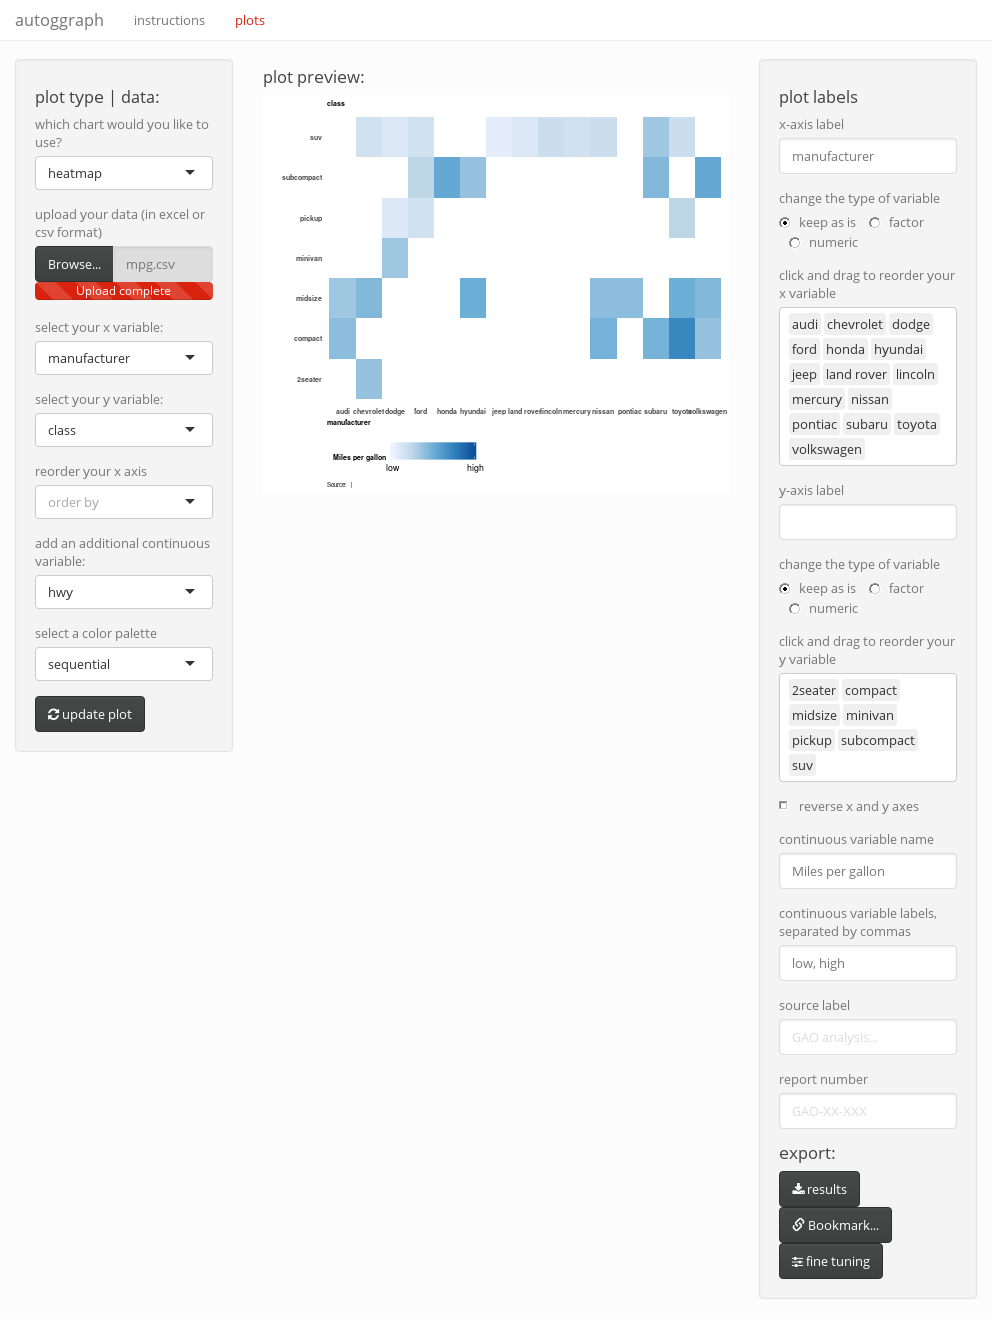 autoggraph instructions plots
plot type | data:
which chart would you like to
use?
heatmap
upload your data (in excel or
csv format)
Browse... mpg.csv
Upload complete
select your x variable:
manufacturer
select your y variable:
class
reorder your x axis
order by
add an additional continuous
variable:
hwy
select a color palette
sequential
update plot
plot preview:
class
suv
subcompact
pickup
minivan
midsize
compact
2seater
audi chevrolet dodge ford honda hyundai jeep land rover lincoln mercury nissan pontiac subaru toyota volkswagen
manufacturer
Miles per gallon
low high
Source: |
plot labels
x-axis label
manufacturer
change the type of variable
keep as is factor
numeric
click and drag to reorder your
x variable
audi chevrolet dodge
ford honda hyundai
jeep land rover lincoln
mercury nissan
pontiac subaru toyota
volkswagen
y-axis label
change the type of variable
keep as is factor
numeric
click and drag to reorder your
y variable
2seater compact
midsize minivan
pickup subcompact
suv
reverse x and y axes
continuous variable name
Miles per gallon
continuous variable labels,
separated by commas
low, high
source label
GAO analysis...
report number
GAO-XX-XXX
export:
results
Bookmark...
fine tuning